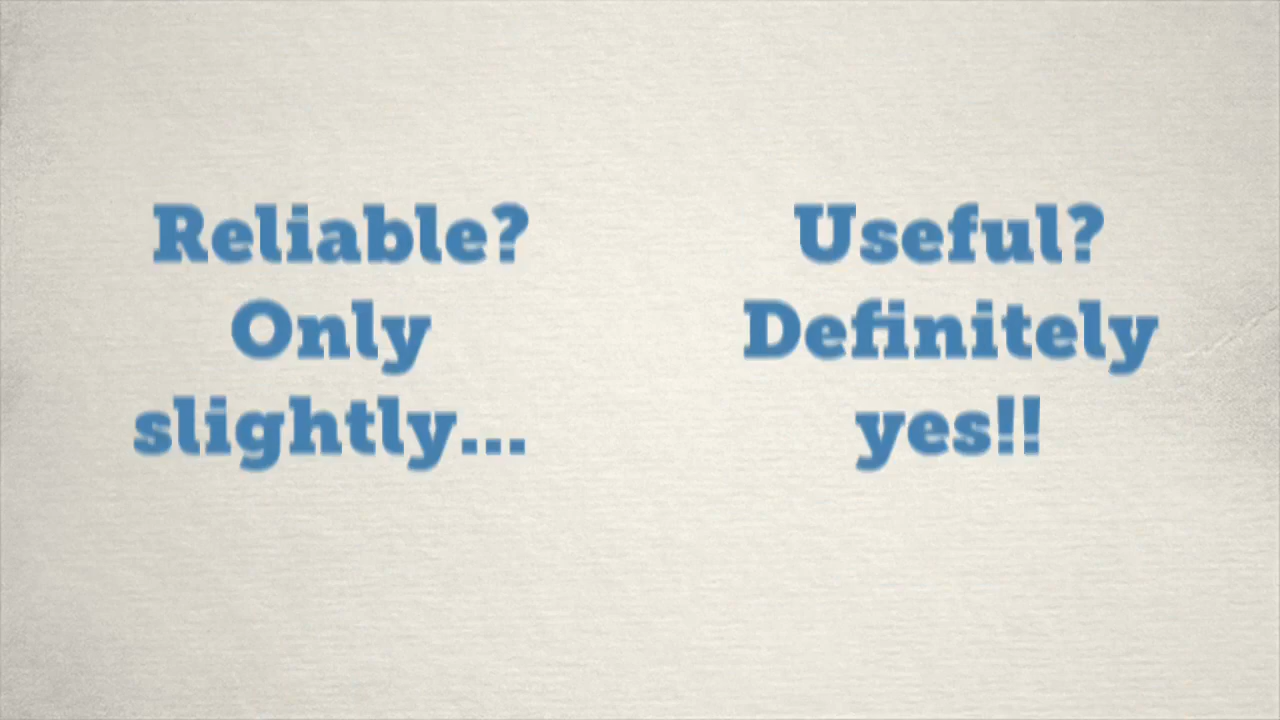 Reliable?
Only
slightly...
Useful?
Definitely
yes!!